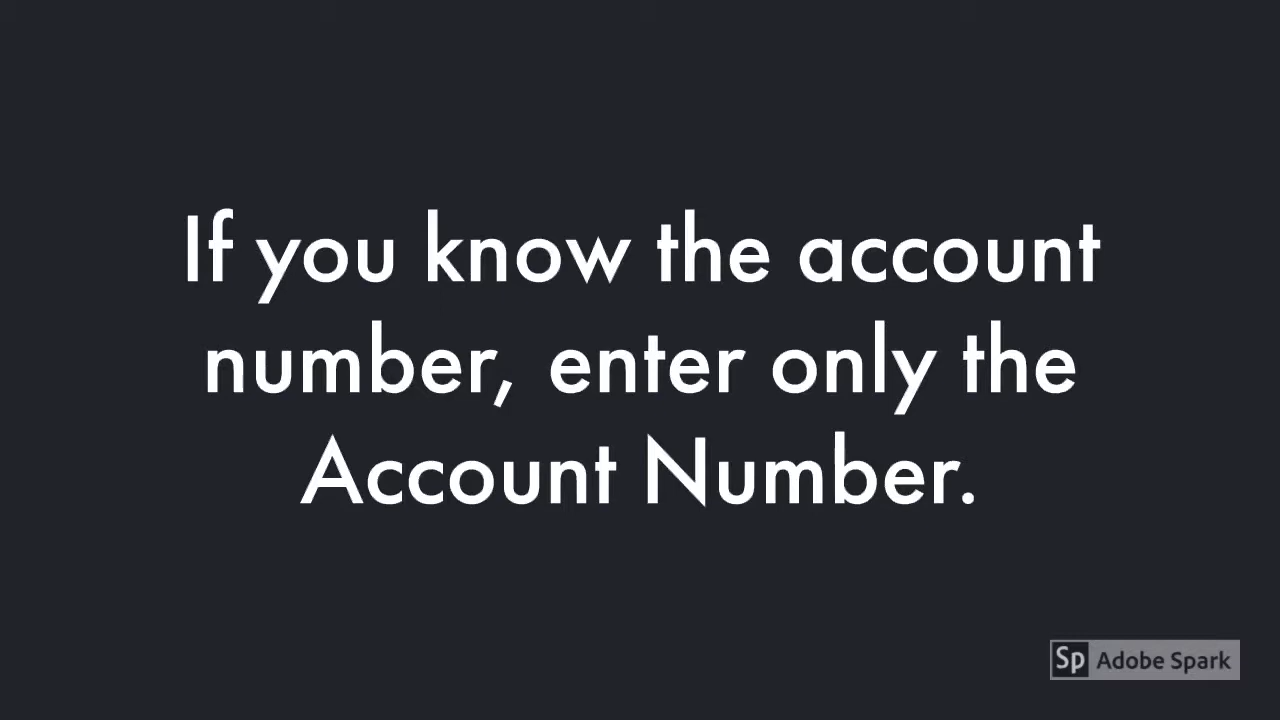 If you know the account
number, enter only the
Account Number.
Sp Adobe Spark